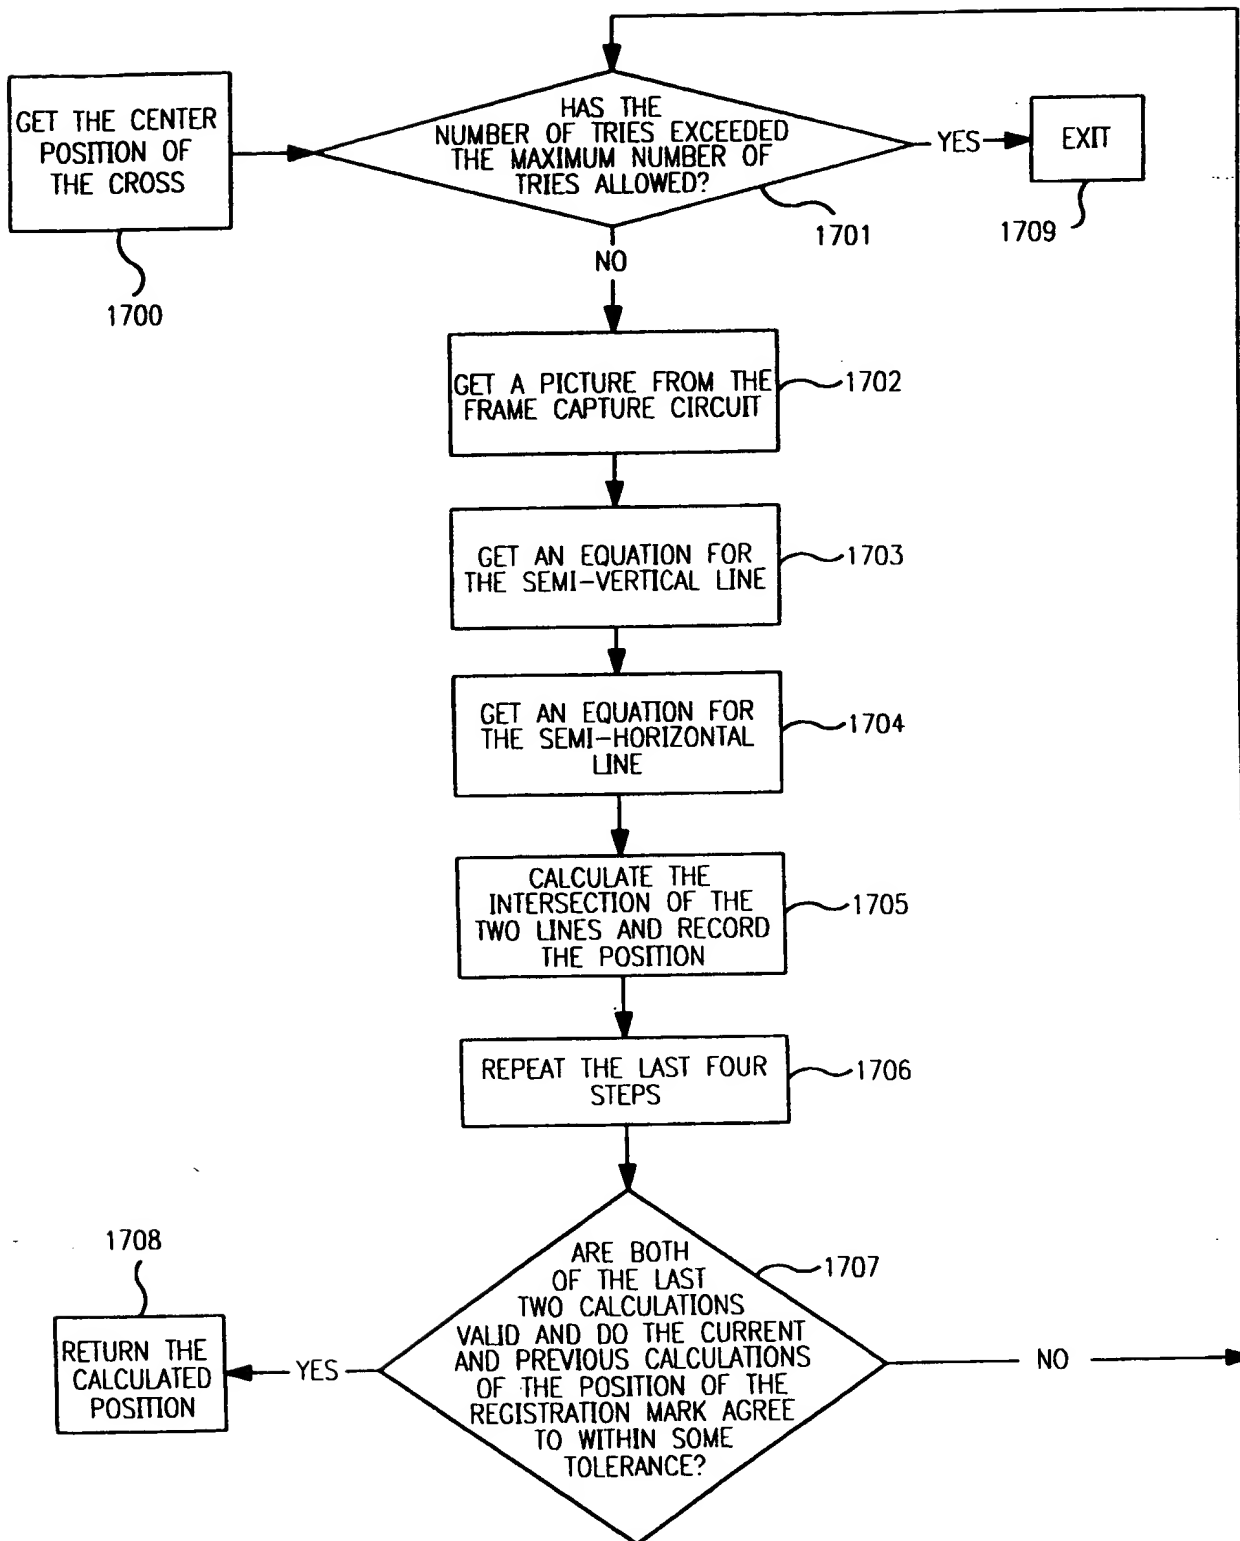 GET THE CENTER
POSITION OF
THE CROSS
1700
HAS THE
NUMBER OF TRIES EXCEEDED
THE MAXIMUM NUMBER OF
TRIES ALLOWED?
1701
YES
EXIT
1709
NO
GET A PICTURE FROM THE
FRAME CAPTURE CIRCUIT
1702
GET AN EQUATION FOR
THE SEMI-VERTICAL LINE
1703
GET AN EQUATION FOR
THE SEMI-HORIZONTAL
LINE
1704
CALCULATE THE
INTERSECTION OF THE
TWO LINES AND RECORD
THE POSITION
1705
REPEAT THE LAST FOUR
STEPS
1706
ARE BOTH
OF THE LAST
TWO CALCULATIONS
VALID AND DO THE CURRENT
AND PREVIOUS CALCULATIONS
OF THE POSITION OF THE
REGISTRATION MARK AGREE
TO WITHIN SOME
TOLERANCE?
1707
YES
NO
1708
RETURN THE
CALCULATED
POSITION